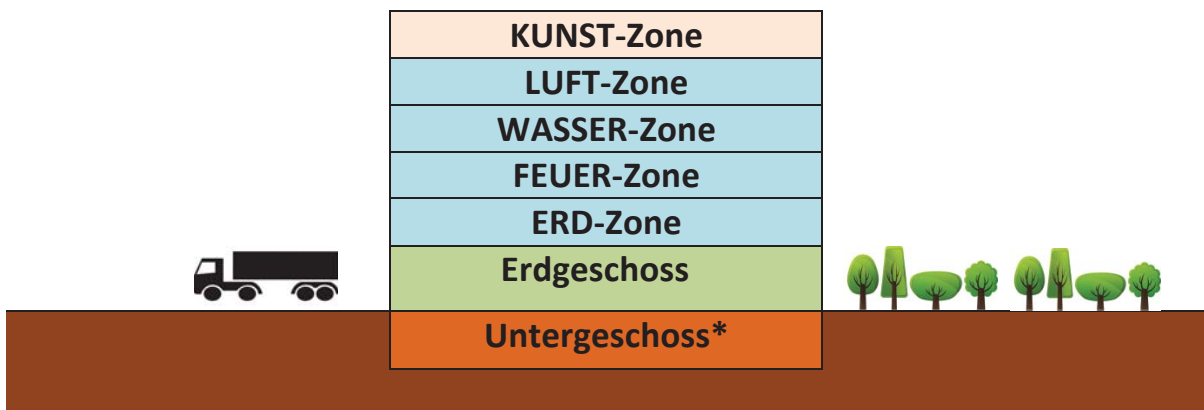 KUNST-Zone
LUFT-Zone
WASSER-Zone
FEUER-Zone
ERD-Zone
Erdgeschoss
Untergeschoss*